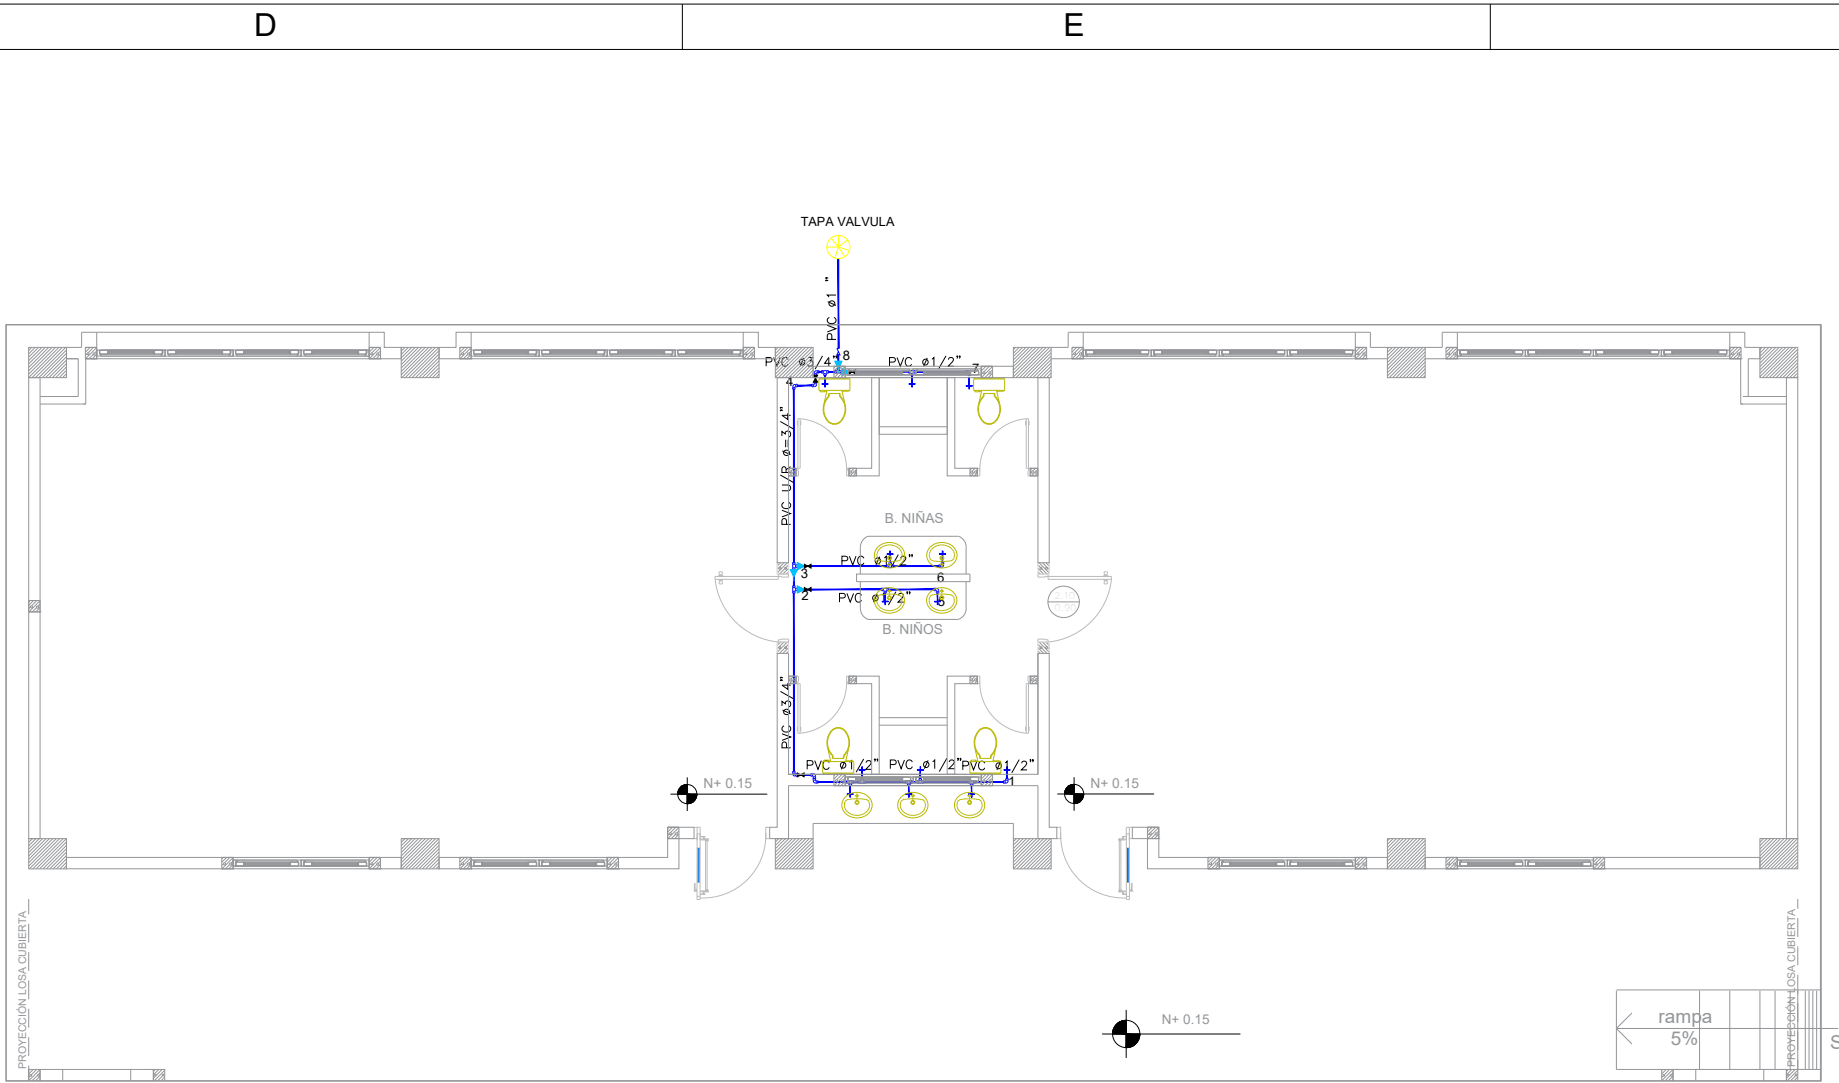 D
E
TAPA VALVULA
PVC ø1 "
8
PVC ø3/4"
PVC ø1/2"
7
4
PVC U/R ø=3/4"
B. NIÑAS
PVC ø1/2"
3
6
2
PVC ø1/2"
5
B. NIÑOS
PVC ø3/4"
PVC ø1/2"
PVC ø1/2"
PVC ø1/2"
1
N+ 0.15
N+ 0.15
PROYECCIÓN LOSA CUBIERTA
PROYECCIÓN LOSA CUBIERTA
N+ 0.15
rampa
5%
S